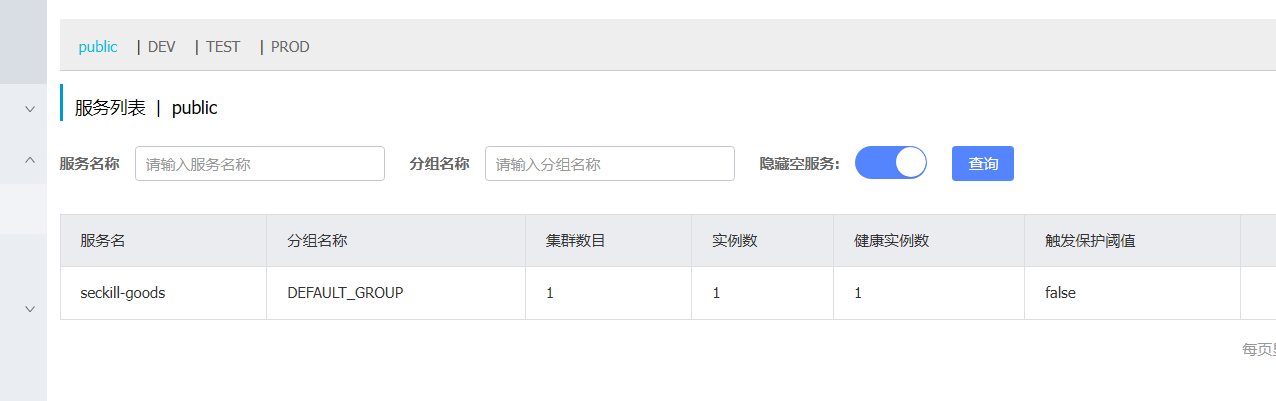 public | DEV | TEST | PROD
服务列表 | public
服务名称 请输入服务名称 分组名称 请输入分组名称 隐藏空服务: 查询
服务名 分组名称 集群数目 实例数 健康实例数 触发保护阈值
seckill-goods DEFAULT_GROUP 1 1 1 false
每页